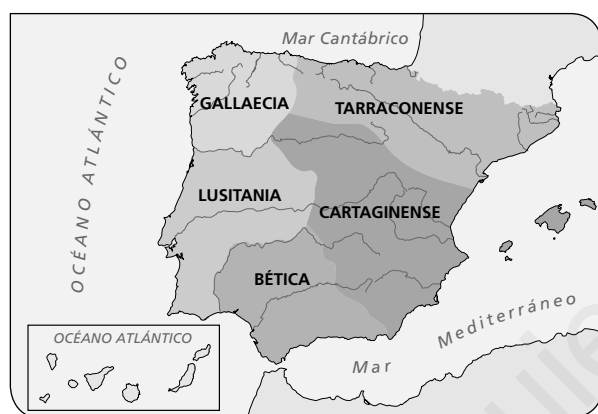 Mar Cantábrico
OCÉANO ATLÁNTICO
GALLAECIA
TARRACONENSE
LUSITANIA
CARTAGINENSE
BÉTICA
Mar Mediterráneo
OCÉANO ATLÁNTICO